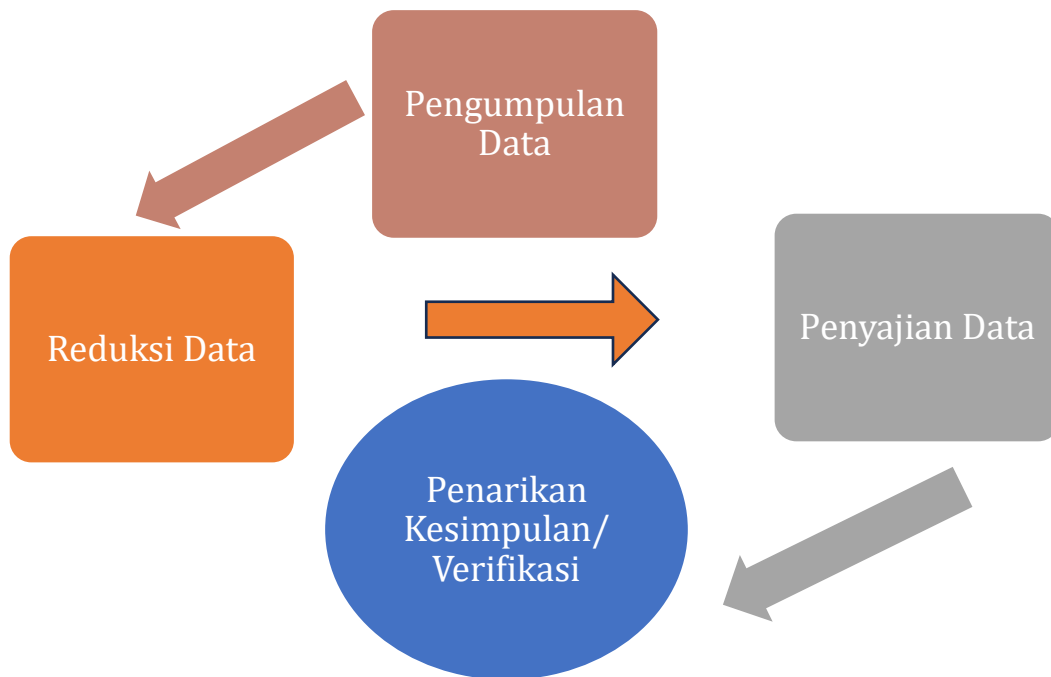 Pengumpulan
Data
Reduksi Data
Penyajian Data
Penarikan
Kesimpulan/
Verifikasi